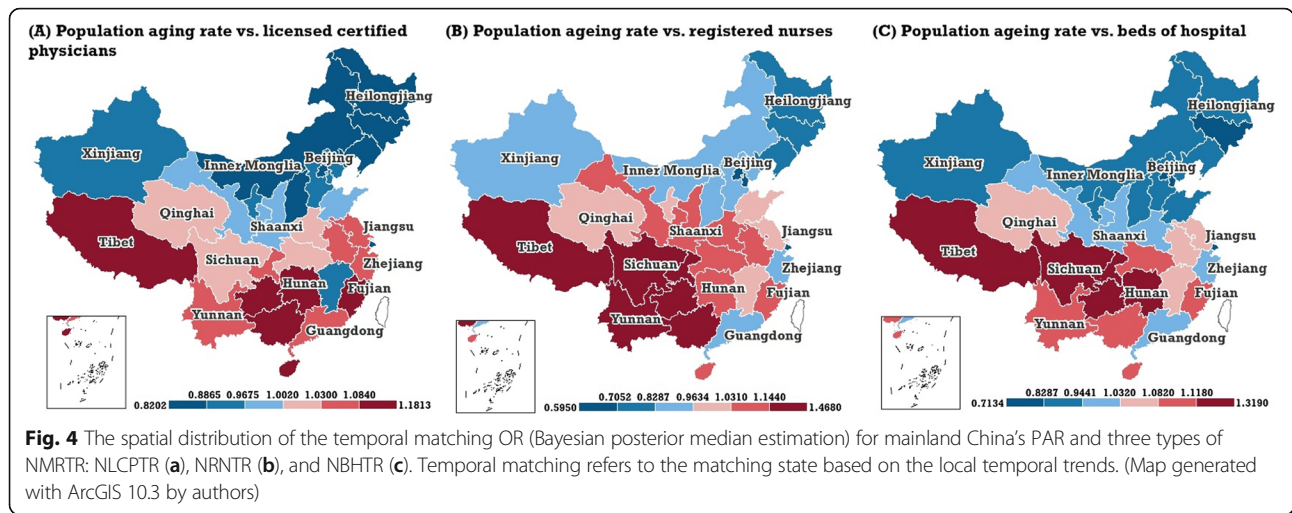 (A) Population aging rate vs. licensed certified
physicians
Heilongjiang
Xinjiang
Beijing
Inner Monglia
Qinghai
Shaanxi
Jiangsu
Tibet
Sichuan
Zhejiang
Hunan
Fujian
Yunnan
Guangdong
0.8865 0.9675 1.0020 1.0300 1.0840
0.8202 1.1813
(B) Population ageing rate vs. registered nurses
Heilongjiang
Xinjiang
Beijing
Inner Monglia
Qinghai
Shaanxi
Jiangsu
Tibet
Sichuan
Zhejiang
Hunan
Fujian
Yunnan
Guangdong
0.7052 0.8287 0.9634 1.0310 1.1440
0.5950 1.4680
(C) Population ageing rate vs. beds of hospital
Heilongjiang
Xinjiang
Beijing
Inner Monglia
Qinghai
Shaanxi
Jiangsu
Tibet
Sichuan
Zhejiang
Hunan
Fujian
Yunnan
Guangdong
0.8287 0.9441 1.0320 1.0820 1.1180
0.7134 1.3190
Fig. 4 The spatial distribution of the temporal matching OR (Bayesian posterior median estimation) for mainland China's PAR and three types of
NMRTR: NLCPTR (a), NRNTR (b), and NBHTR (c). Temporal matching refers to the matching state based on the local temporal trends. (Map generated
with ArcGIS 10.3 by authors)